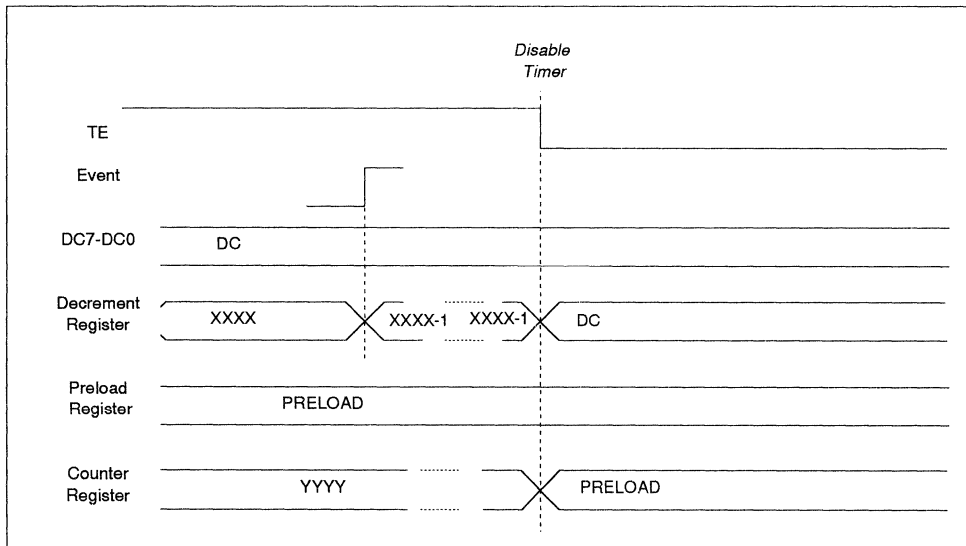 Disable
Timer
TE
Event
DC7-DC0
DC
Decrement
Register
XXXX
XXXX-1
XXXX-1
DC
Preload
Register
PRELOAD
Counter
Register
YYYY
PRELOAD